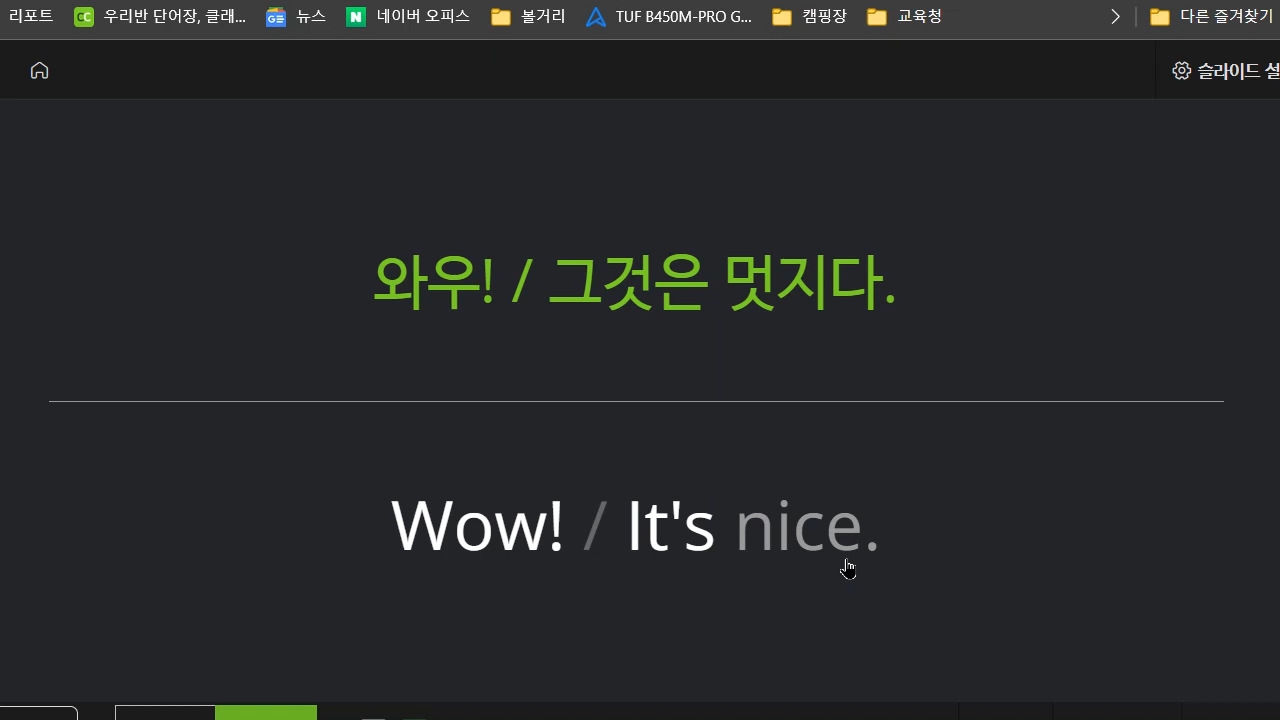 리포트 CC 우리반 단어장, 클래... GE 뉴스 N 네이버 오피스 볼거리 TUF B450M-PRO G... 캠핑장 교육청 다른 즐겨찾기
슬라이드 설
와우! / 그것은 멋지다.
Wow! / It's nice.